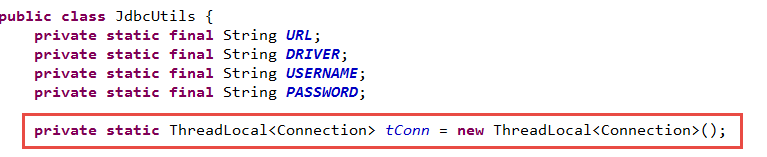 public class JdbcUtils {
private static final String URL;
private static final String DRIVER;
private static final String USERNAME;
private static final String PASSWORD;
private static ThreadLocal<Connection> tConn = new ThreadLocal<Connection>();